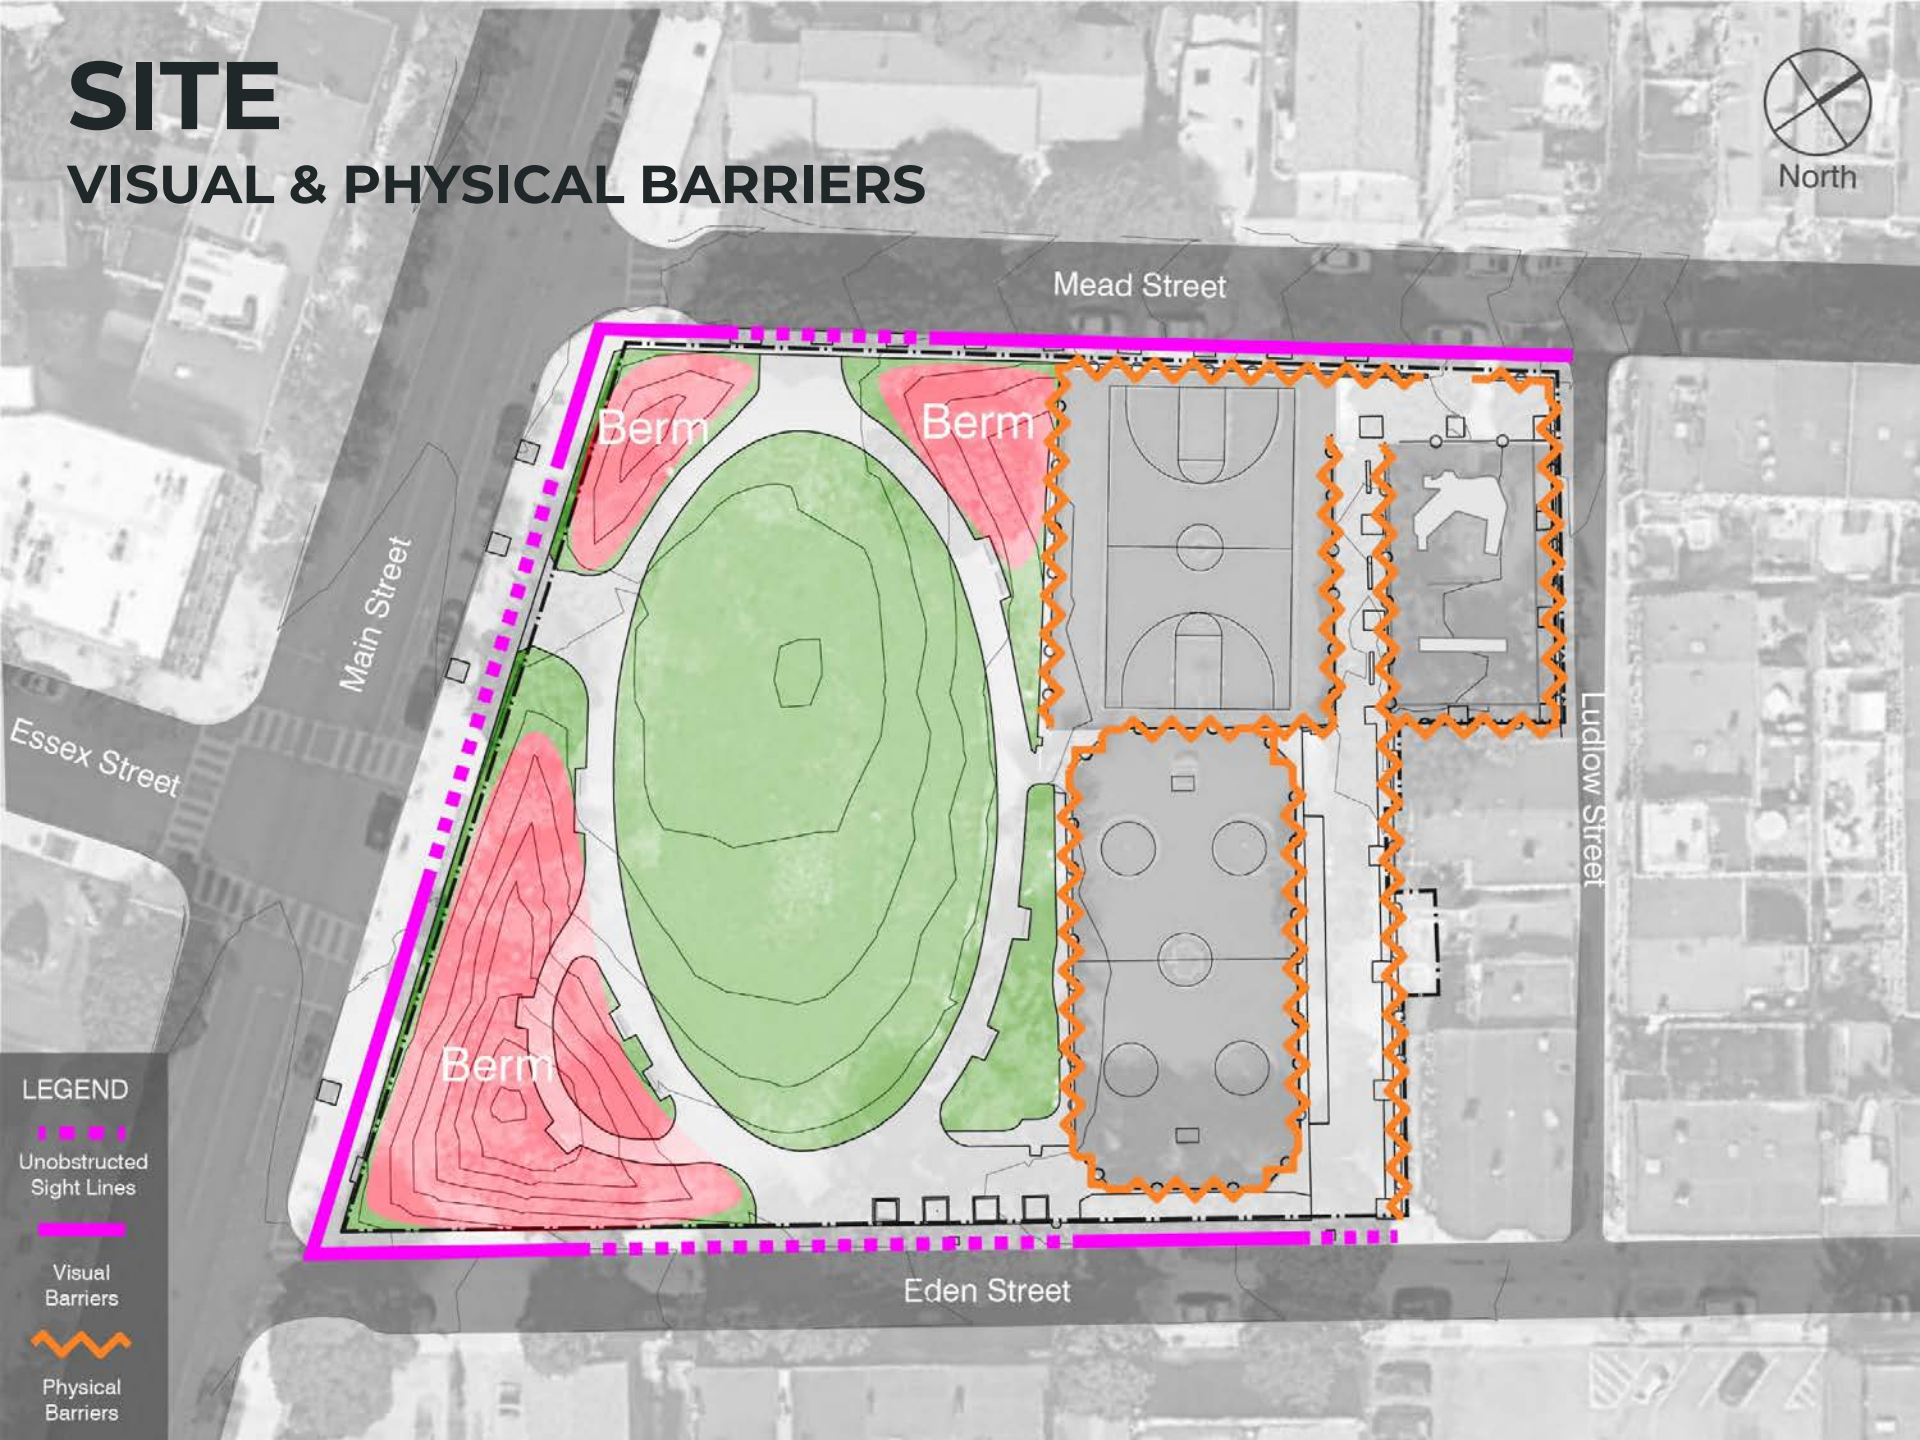 SITE
VISUAL & PHYSICAL BARRIERS
North
Mead Street
Berm
Berm
Main Street
Essex Street
Ludlow Street
Berm
Eden Street
LEGEND
Unobstructed
Sight Lines
Visual
Barriers
Physical
Barriers